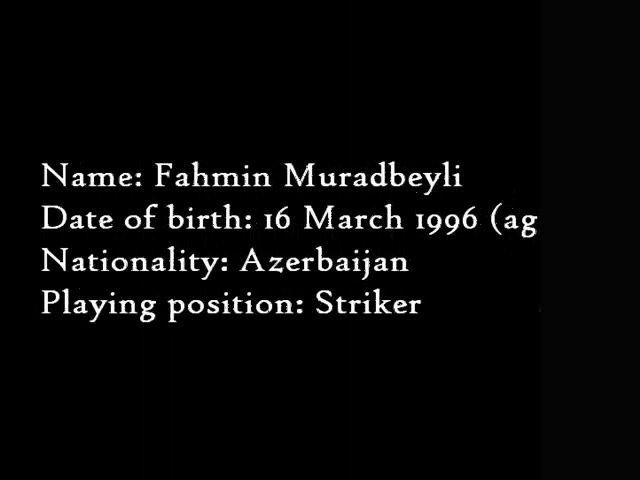 Name: Fahmin Muradbeyli
Date of birth: 16 March 1996 (ag
Nationality: Azerbaijan
Playing position: Striker